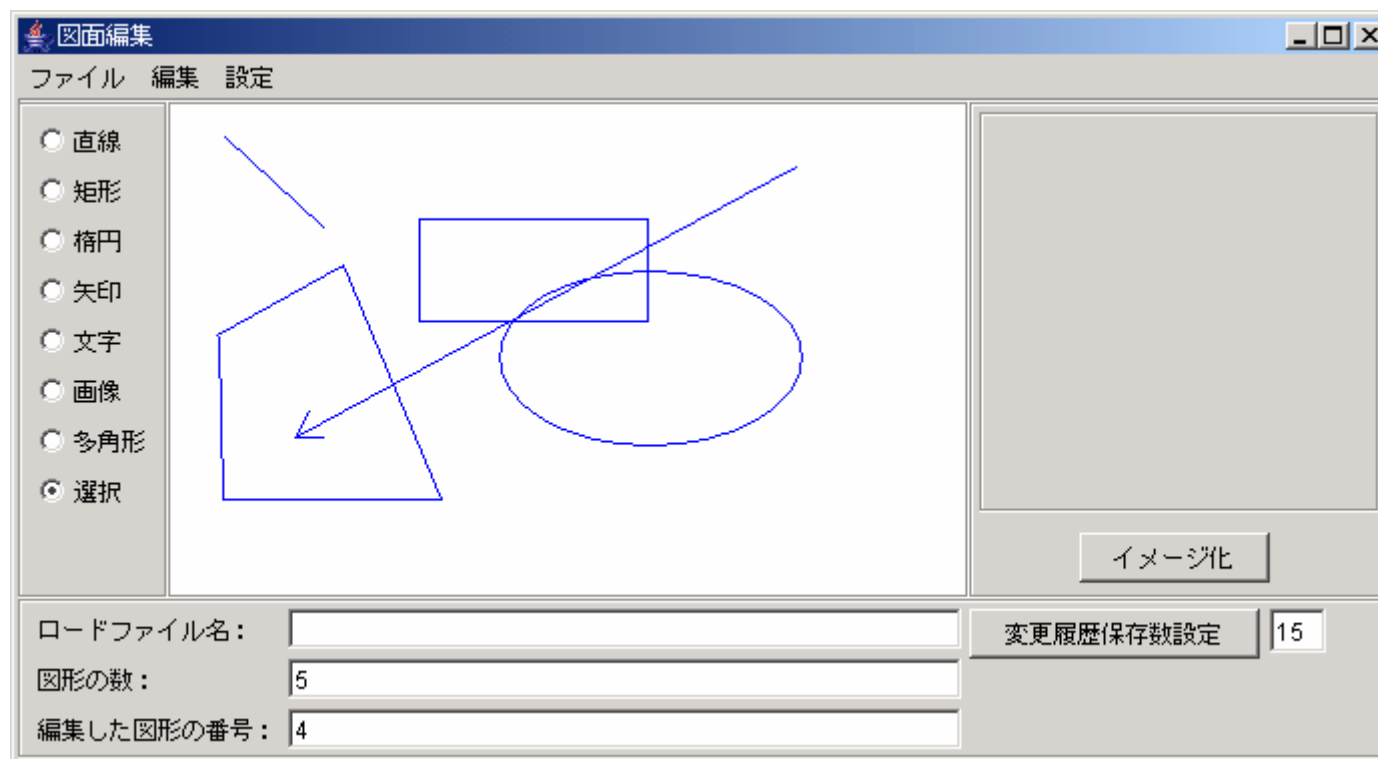 図面編集
ファイル 編集 設定
直線
矩形
楕円
矢印
文字
画像
多角形
選択
イメージ化
ロードファイル名：
変更履歴保存数設定 15
図形の数： 5
編集した図形の番号： 4